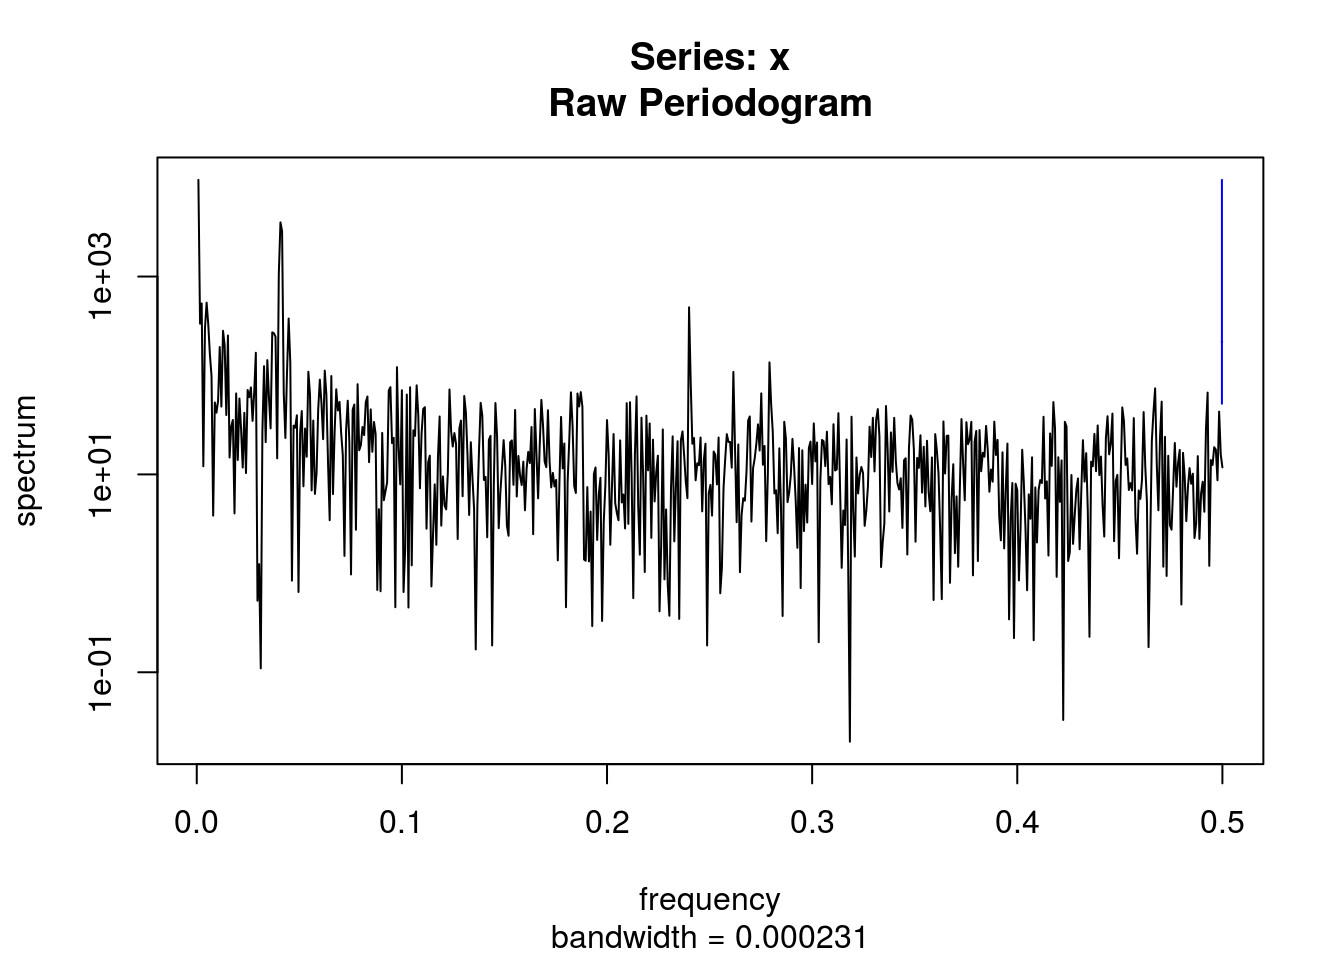 Series: x
Raw Periodogram
spectrum
1e+03
1e+01
1e-01
0.0 0.1 0.2 0.3 0.4 0.5
frequency
bandwidth = 0.000231